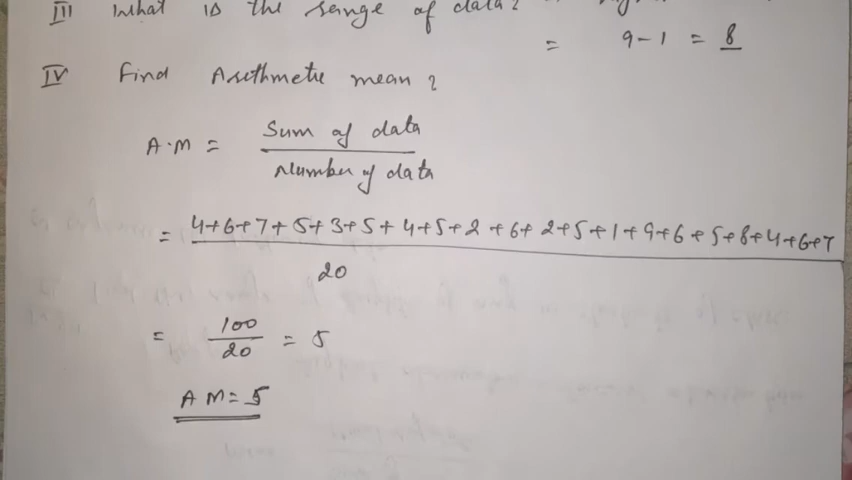 III What is the range of data?
= 9-1 = 8
IV Find Arithmetic mean ?
A.M = Sum of data
Number of data
= 4+6+7+5+3+5+4+5+2+6+2+5+1+9+6+5+8+4+6+7
20
= 100 = 5
20
A M = 5